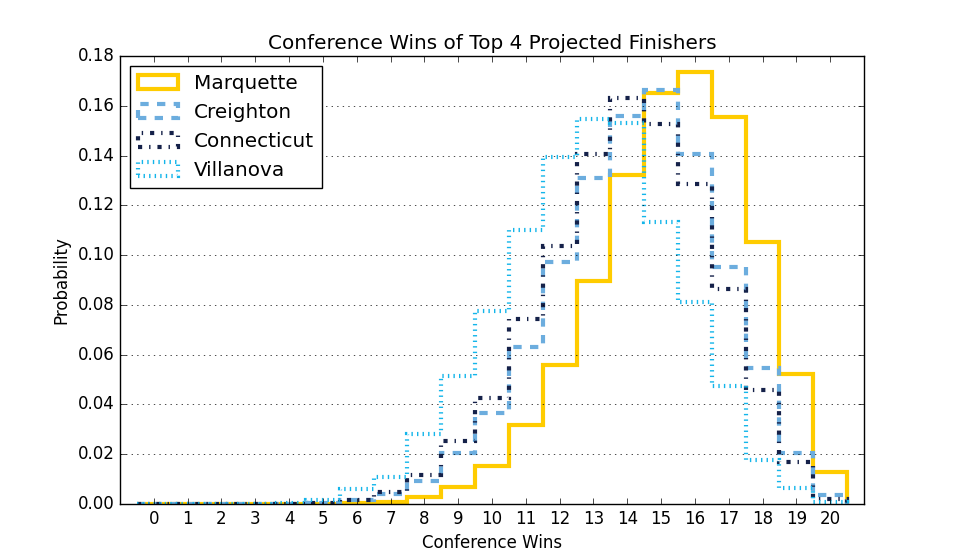 Conference Wins of Top 4 Projected Finishers
Marquette
Creighton
Connecticut
Villanova
Probability
0.18
0.16
0.14
0.12
0.10
0.08
0.06
0.04
0.02
0.00
0 1 2 3 4 5 6 7 8 9 10 11 12 13 14 15 16 17 18 19 20
Conference Wins